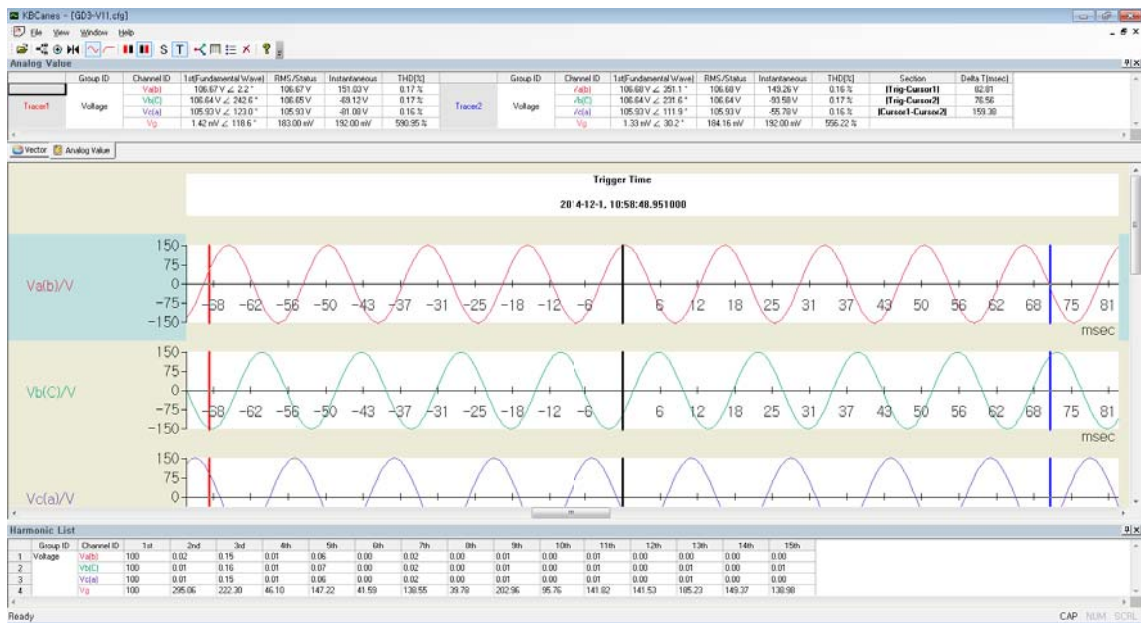 KBCanes - [GD3-V11.cfg]
File View Window Help
S T ?
Analog Value
Group ID Channel ID 1st(Fundamental Wave) RMS/Status Instantaneous THD[%] Group ID Channel ID 1st(Fundamental Wave) RMS/Status Instantaneous THD[%] Section Delta T[msec]
Va(b) 106.67 V ∠ 2.2 ° 106.67 V 151.03 V 0.17 % /a(b) 106.68 V ∠ 351.1 ° 106.68 V 149.26 V 0.16 % |Trig-Cursor1| 82.81
Tracer1 Voltage Vb(C) 106.64 V ∠ 242.6 ° 106.65 V -69.12 V 0.17 % Tracer2 Voltage /b(C) 106.64 V ∠ 231.6 ° 106.64 V -93.58 V 0.17 % |Trig-Cursor2| 76.56
Vc(a) 105.93 V ∠ 123.0 ° 105.93 V -81.08 V 0.16 % /c(a) 105.93 V ∠ 111.9 ° 105.93 V -55.78 V 0.16 % |Cursor1-Cursor2| 159.38
Vg 1.42 mV ∠ 118.6 ° 183.00 mV 192.00 mV 590.95 % Vg 1.33 mV ∠ 30.2 ° 184.16 mV 192.00 mV 556.22 %
Vector Analog Value
Trigger Time
20'4-12-1, 10:58:48.951000
150
75
Va(b)/V 0
-75 -68 -62 -56 -50 -43 -37 -31 -25 -18 -12 -6 6 12 18 25 31 37 43 50 56 62 68 75 81
-150
msec
150
75
Vb(C)/V 0
-75 -68 -62 -56 -50 -43 -37 -31 -25 -18 -12 -6 6 12 18 25 31 37 43 50 56 62 68 75 81
-150
msec
150
75
Vc(a)/V 0
Harmonic List
Group ID Channel ID 1st 2nd 3rd 4th 5th 6th 7th 8th 9th 10th 11th 12th 13th 14th 15th
1 Voltage Va(b) 100 0.02 0.15 0.01 0.06 0.00 0.02 0.00 0.01 0.00 0.01 0.00 0.01 0.00 0.00
2 Vb(C) 100 0.01 0.16 0.01 0.07 0.00 0.02 0.00 0.01 0.00 0.01 0.00 0.01 0.00 0.01
3 Vc(a) 100 0.01 0.15 0.01 0.06 0.00 0.02 0.00 0.01 0.00 0.01 0.00 0.00 0.00 0.01
4 Vg 100 295.06 222.30 46.10 147.22 41.59 138.55 39.78 202.96 95.76 141.82 141.53 185.23 149.37 138.98
Ready CAP NUM SCRL